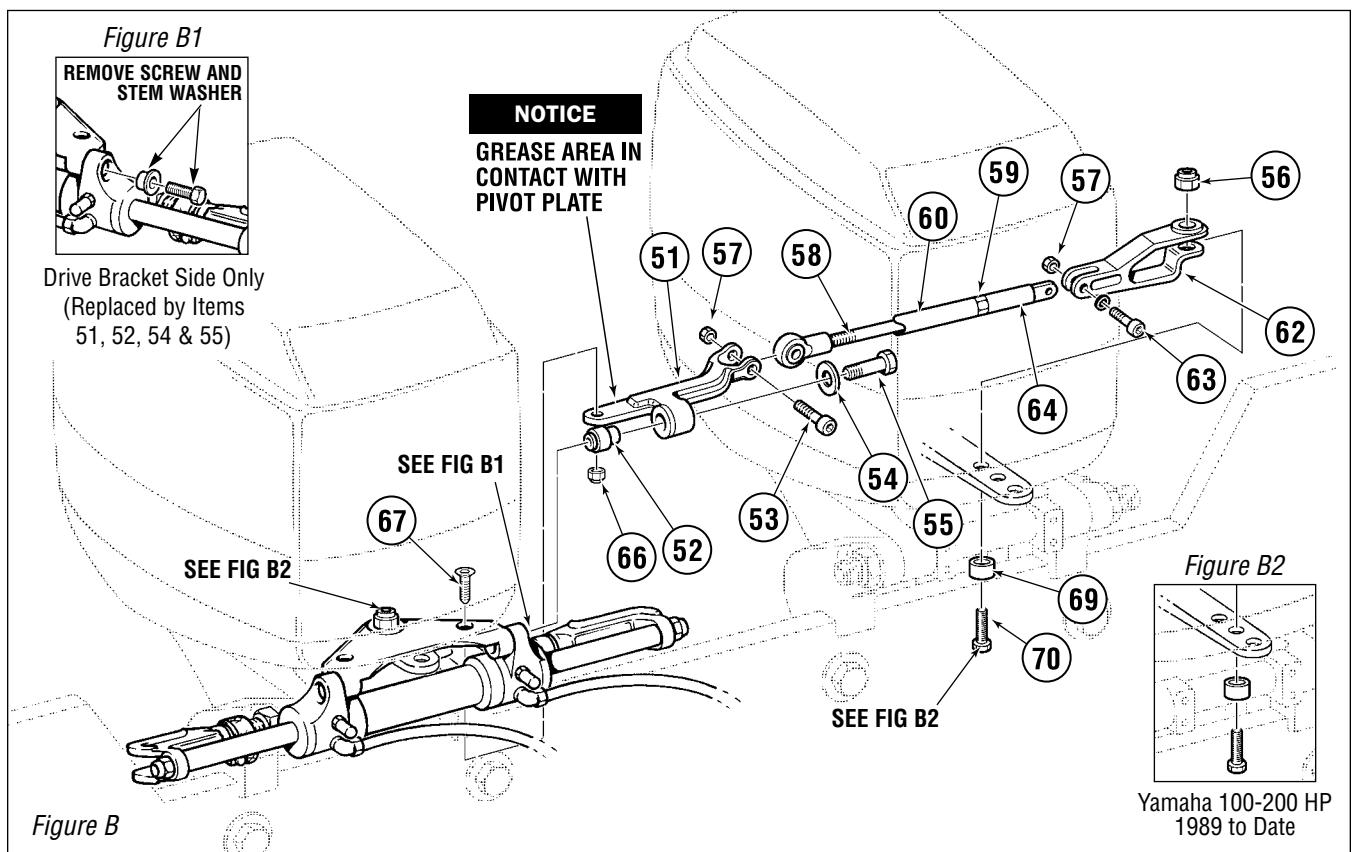 Figure B1
REMOVE SCREW AND
STEM WASHER
Drive Bracket Side Only
(Replaced by Items
51, 52, 54 & 55)
NOTICE
GREASE AREA IN
CONTACT WITH
PIVOT PLATE
51
57
58
60
59
57
56
62
63
64
SEE FIG B1
67
SEE FIG B2
66
52
53
54
55
69
70
SEE FIG B2
Figure B2
Yamaha 100-200 HP
1989 to Date
Figure B